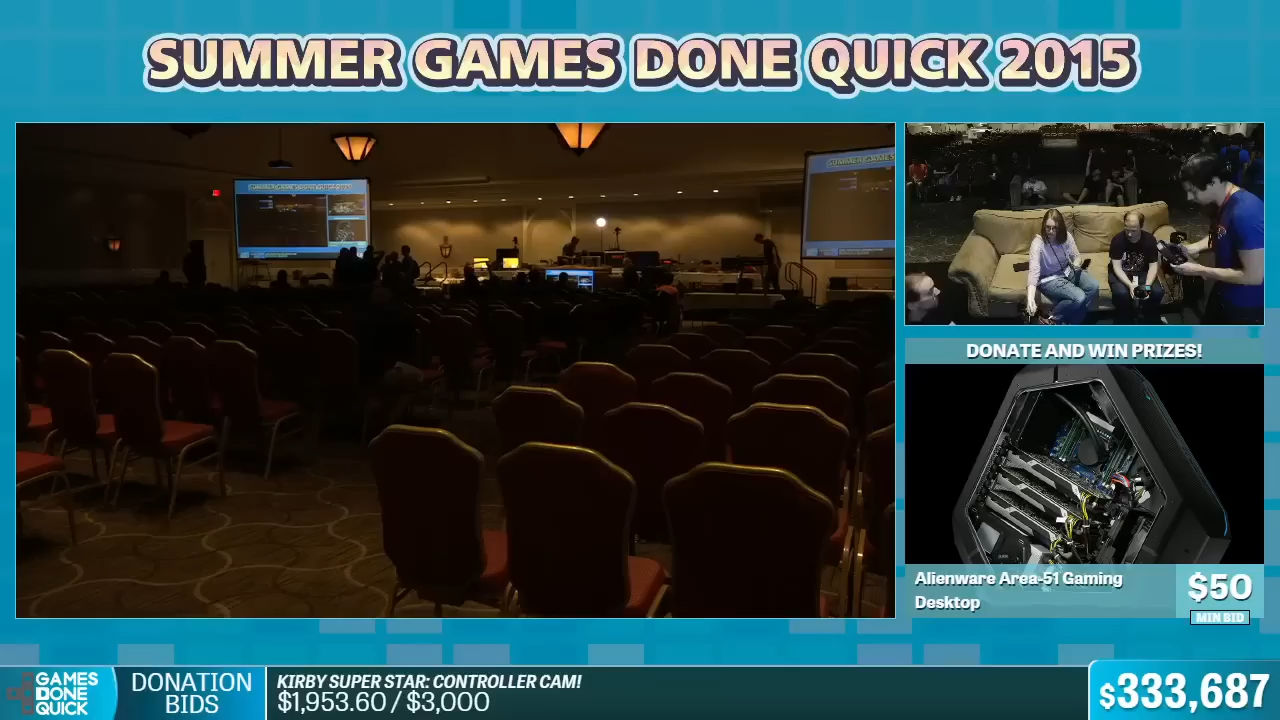 SUMMER GAMES DONE QUICK 2015
DONATE AND WIN PRIZES!
Alienware Area-51 Gaming
Desktop
$50
MIN BID
GAMES
DONE
QUICK
DONATION
BIDS
KIRBY SUPER STAR: CONTROLLER CAM!
$1,953.60 / $3,000
$333,687